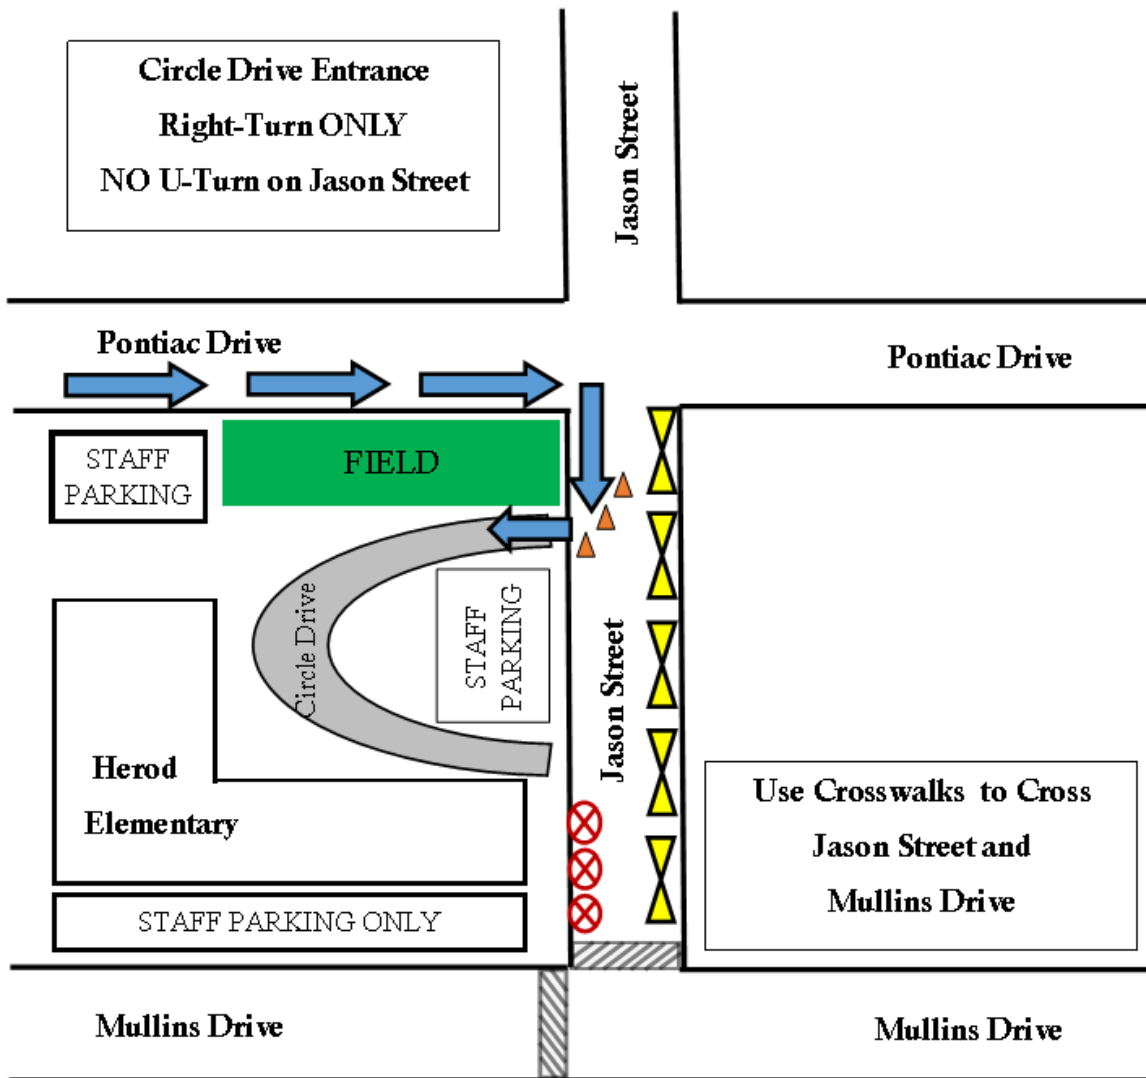 Circle Drive Entrance
Right-Turn ONLY
NO U-Turn on Jason Street
Jason Street
Pontiac Drive
Pontiac Drive
STAFF
PARKING
FIELD
Circle Drive
STAFF
PARKING
Jason Street
Herod
Elementary
STAFF PARKING ONLY
Use Crosswalks to Cross
Jason Street and
Mullins Drive
Mullins Drive
Mullins Drive